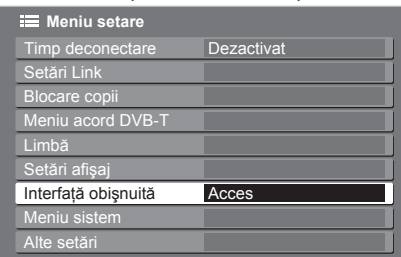 Meniu setare
Timp deconectare Dezactivat
Setări Link
Blocare copii
Meniu acord DVB-T
Limbă
Setări afişaj
Interfaţă obişnuită Acces
Meniu sistem
Alte setări